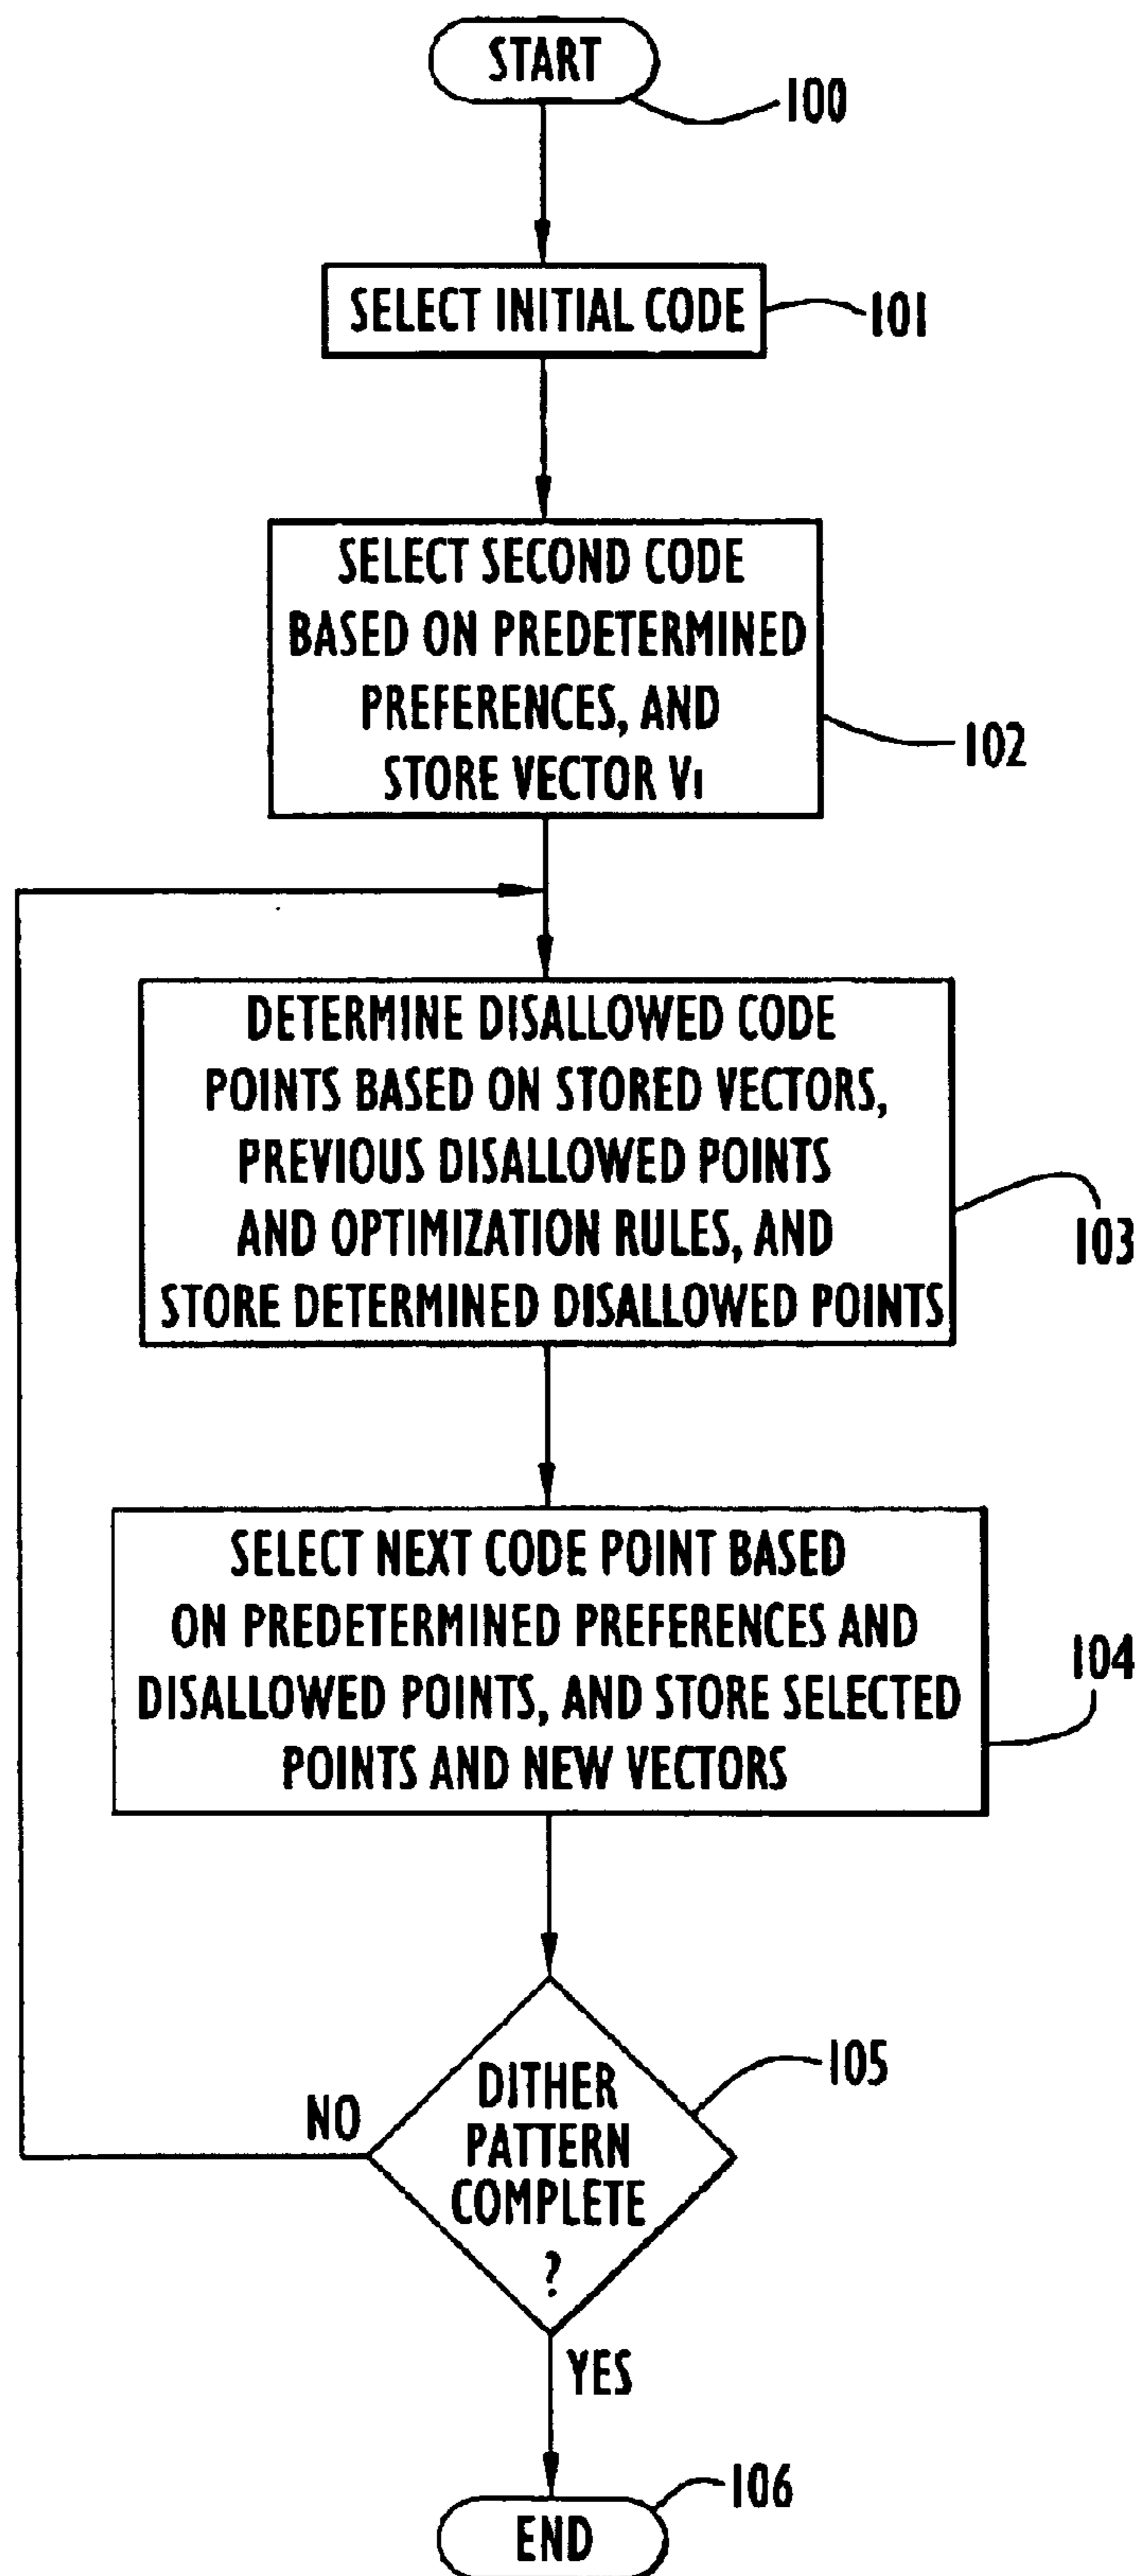 START
100
SELECT INITIAL CODE
101
SELECT SECOND CODE
BASED ON PREDETERMINED
PREFERENCES, AND
STORE VECTOR V1
102
DETERMINE DISALLOWED CODE
POINTS BASED ON STORED VECTORS,
PREVIOUS DISALLOWED POINTS
AND OPTIMIZATION RULES, AND
STORE DETERMINED DISALLOWED POINTS
103
SELECT NEXT CODE POINT BASED
ON PREDETERMINED PREFERENCES AND
DISALLOWED POINTS, AND STORE SELECTED
POINTS AND NEW VECTORS
104
DITHER
PATTERN
COMPLETE
?
105
NO
YES
END
106